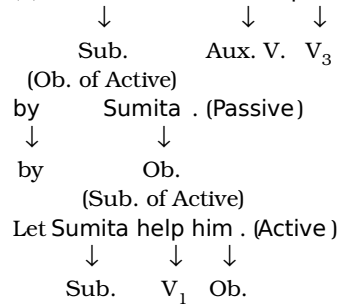 ↓ ↓ ↓
Sub. Aux. V. V₃
(Ob. of Active)
by Sumita . (Passive)
↓ ↓
by Ob.
(Sub. of Active)
Let Sumita help him . (Active)
↓ ↓ ↓
Sub. V₁ Ob.